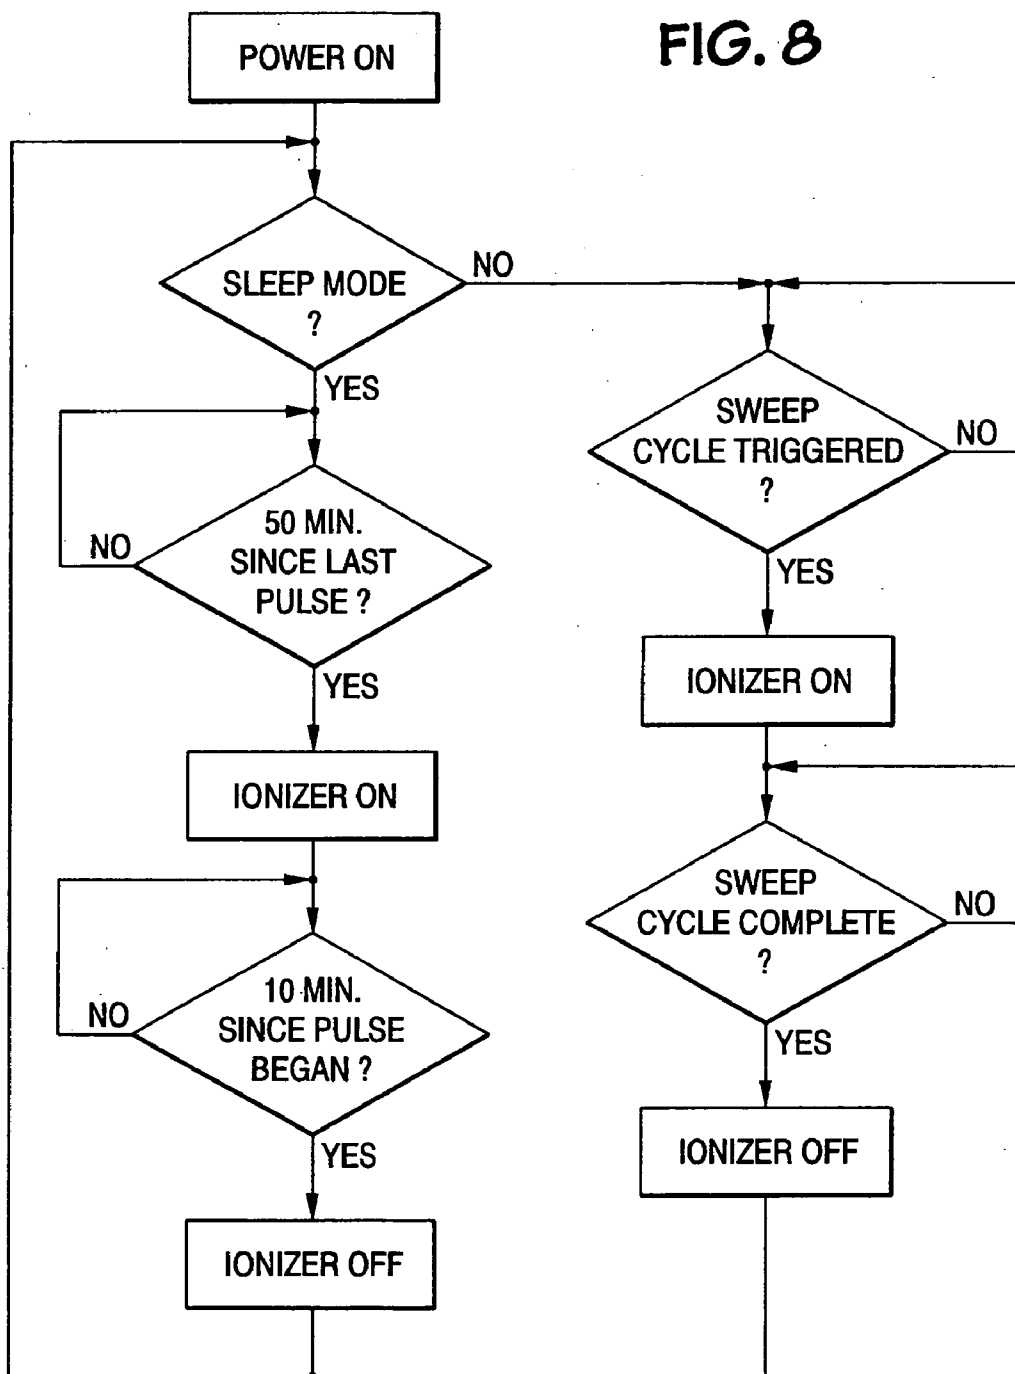 FIG. 8
POWER ON
SLEEP MODE
?
NO
YES
50 MIN.
SINCE LAST
PULSE ?
NO
YES
IONIZER ON
10 MIN.
SINCE PULSE
BEGAN ?
NO
YES
IONIZER OFF
SWEEP
CYCLE TRIGGERED
?
NO
YES
IONIZER ON
SWEEP
CYCLE COMPLETE
?
NO
YES
IONIZER OFF